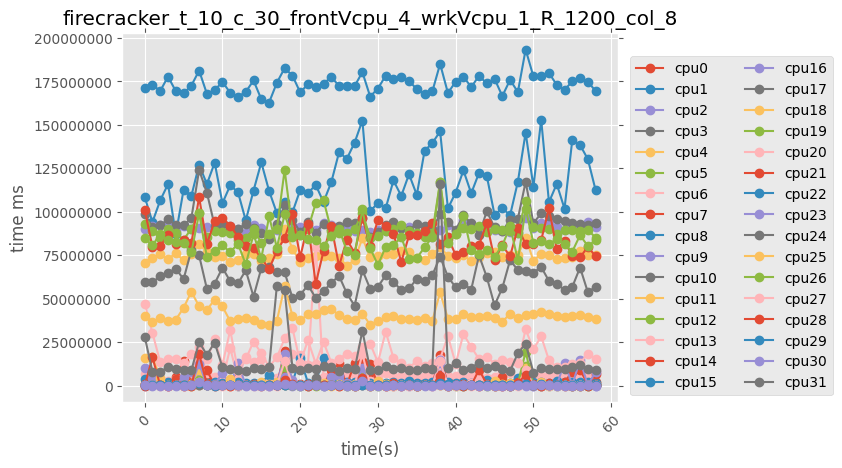 firecracker_t_10_c_30_frontVcpu_4_wrkVcpu_1_R_1200_col_8
200000000
175000000
150000000
125000000
100000000
75000000
50000000
25000000
0
time ms
0
10
20
30
40
50
60
time(s)
cpu0
cpu1
cpu2
cpu3
cpu4
cpu5
cpu6
cpu7
cpu8
cpu9
cpu10
cpu11
cpu12
cpu13
cpu14
cpu15
cpu16
cpu17
cpu18
cpu19
cpu20
cpu21
cpu22
cpu23
cpu24
cpu25
cpu26
cpu27
cpu28
cpu29
cpu30
cpu31